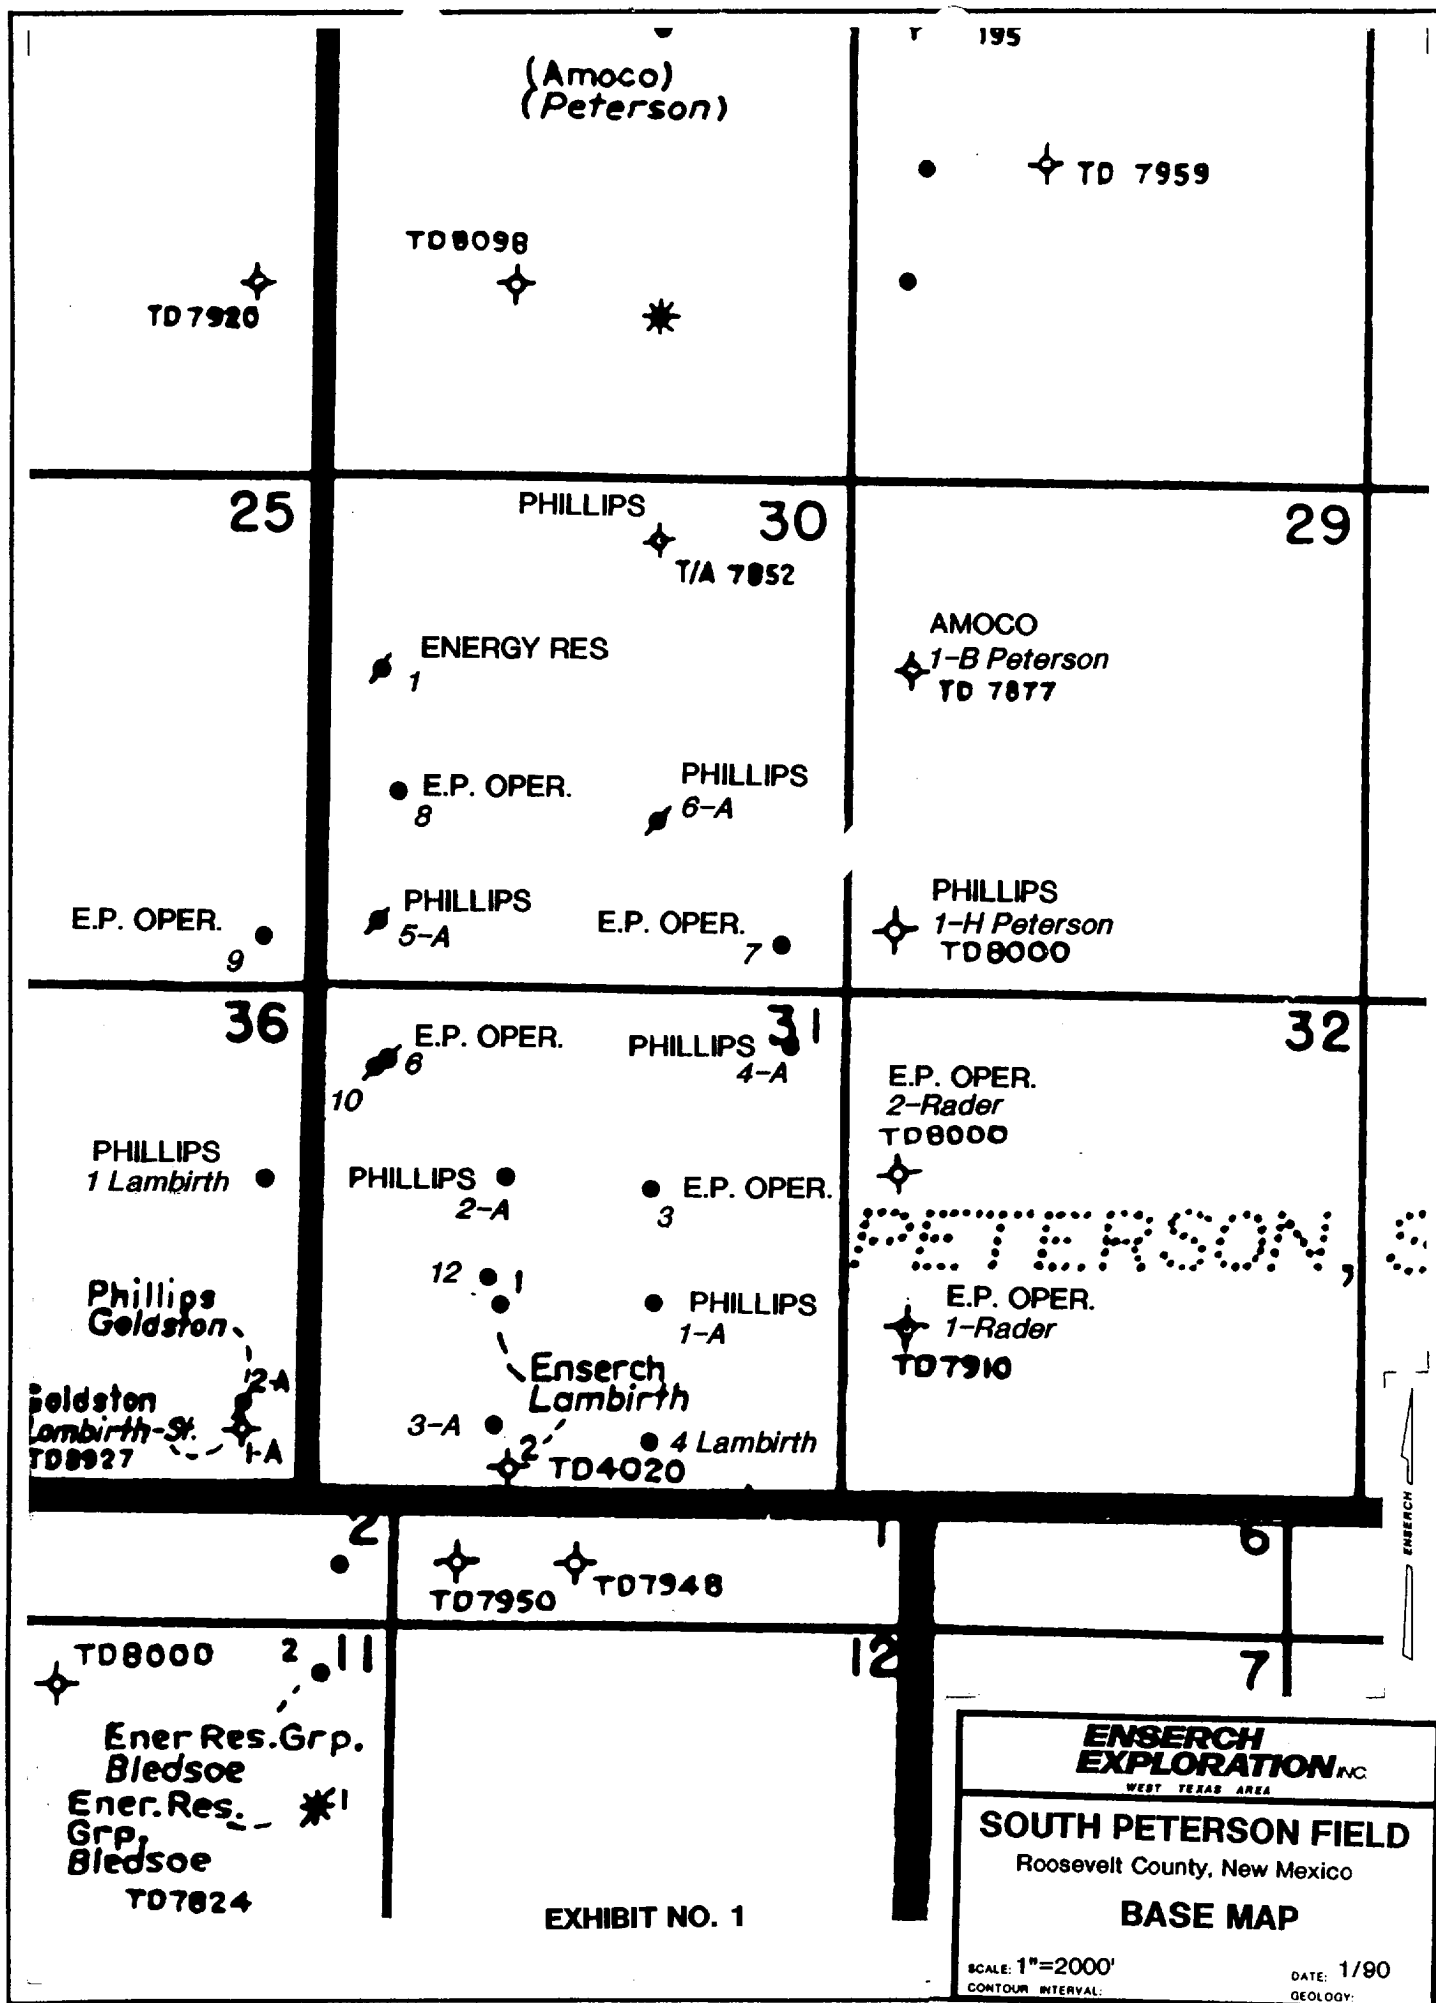 195
(Amoco)
(Peterson)
TD 7959
TD8098
TD7920
25
PHILLIPS
30
29
T/A 7852
ENERGY RES
1
AMOCO
1-B Peterson
TD 7877
E.P. OPER.
8
PHILLIPS
6-A
E.P. OPER.
9
PHILLIPS
5-A
E.P. OPER.
7
PHILLIPS
1-H Peterson
TD8000
36
31
32
E.P. OPER.
6
10
PHILLIPS
4-A
E.P. OPER.
2-Rader
TD8000
PHILLIPS
1 Lambirth
PHILLIPS
2-A
E.P. OPER.
3
PETERSON, S
12
1
Phillips
Goldston
PHILLIPS
1-A
E.P. OPER.
1-Rader
TD7910
Enserch
Lambirth
2-A
Goldston
Lambirth-St.
TD8927
1-A
3-A
2
4 Lambirth
TD4020
ENSERCH
2
1
6
TD7950
TD7948
TD8000
2
11
12
7
Ener Res. Grp.
Bledsoe
Ener. Res.
Grp.
Bledsoe
1
TD7824
EXHIBIT NO. 1
ENSERCH
EXPLORATION INC
WEST TEXAS AREA
SOUTH PETERSON FIELD
Roosevelt County, New Mexico
BASE MAP
SCALE: 1"=2000'
DATE: 1/90
CONTOUR INTERVAL:
GEOLOGY: